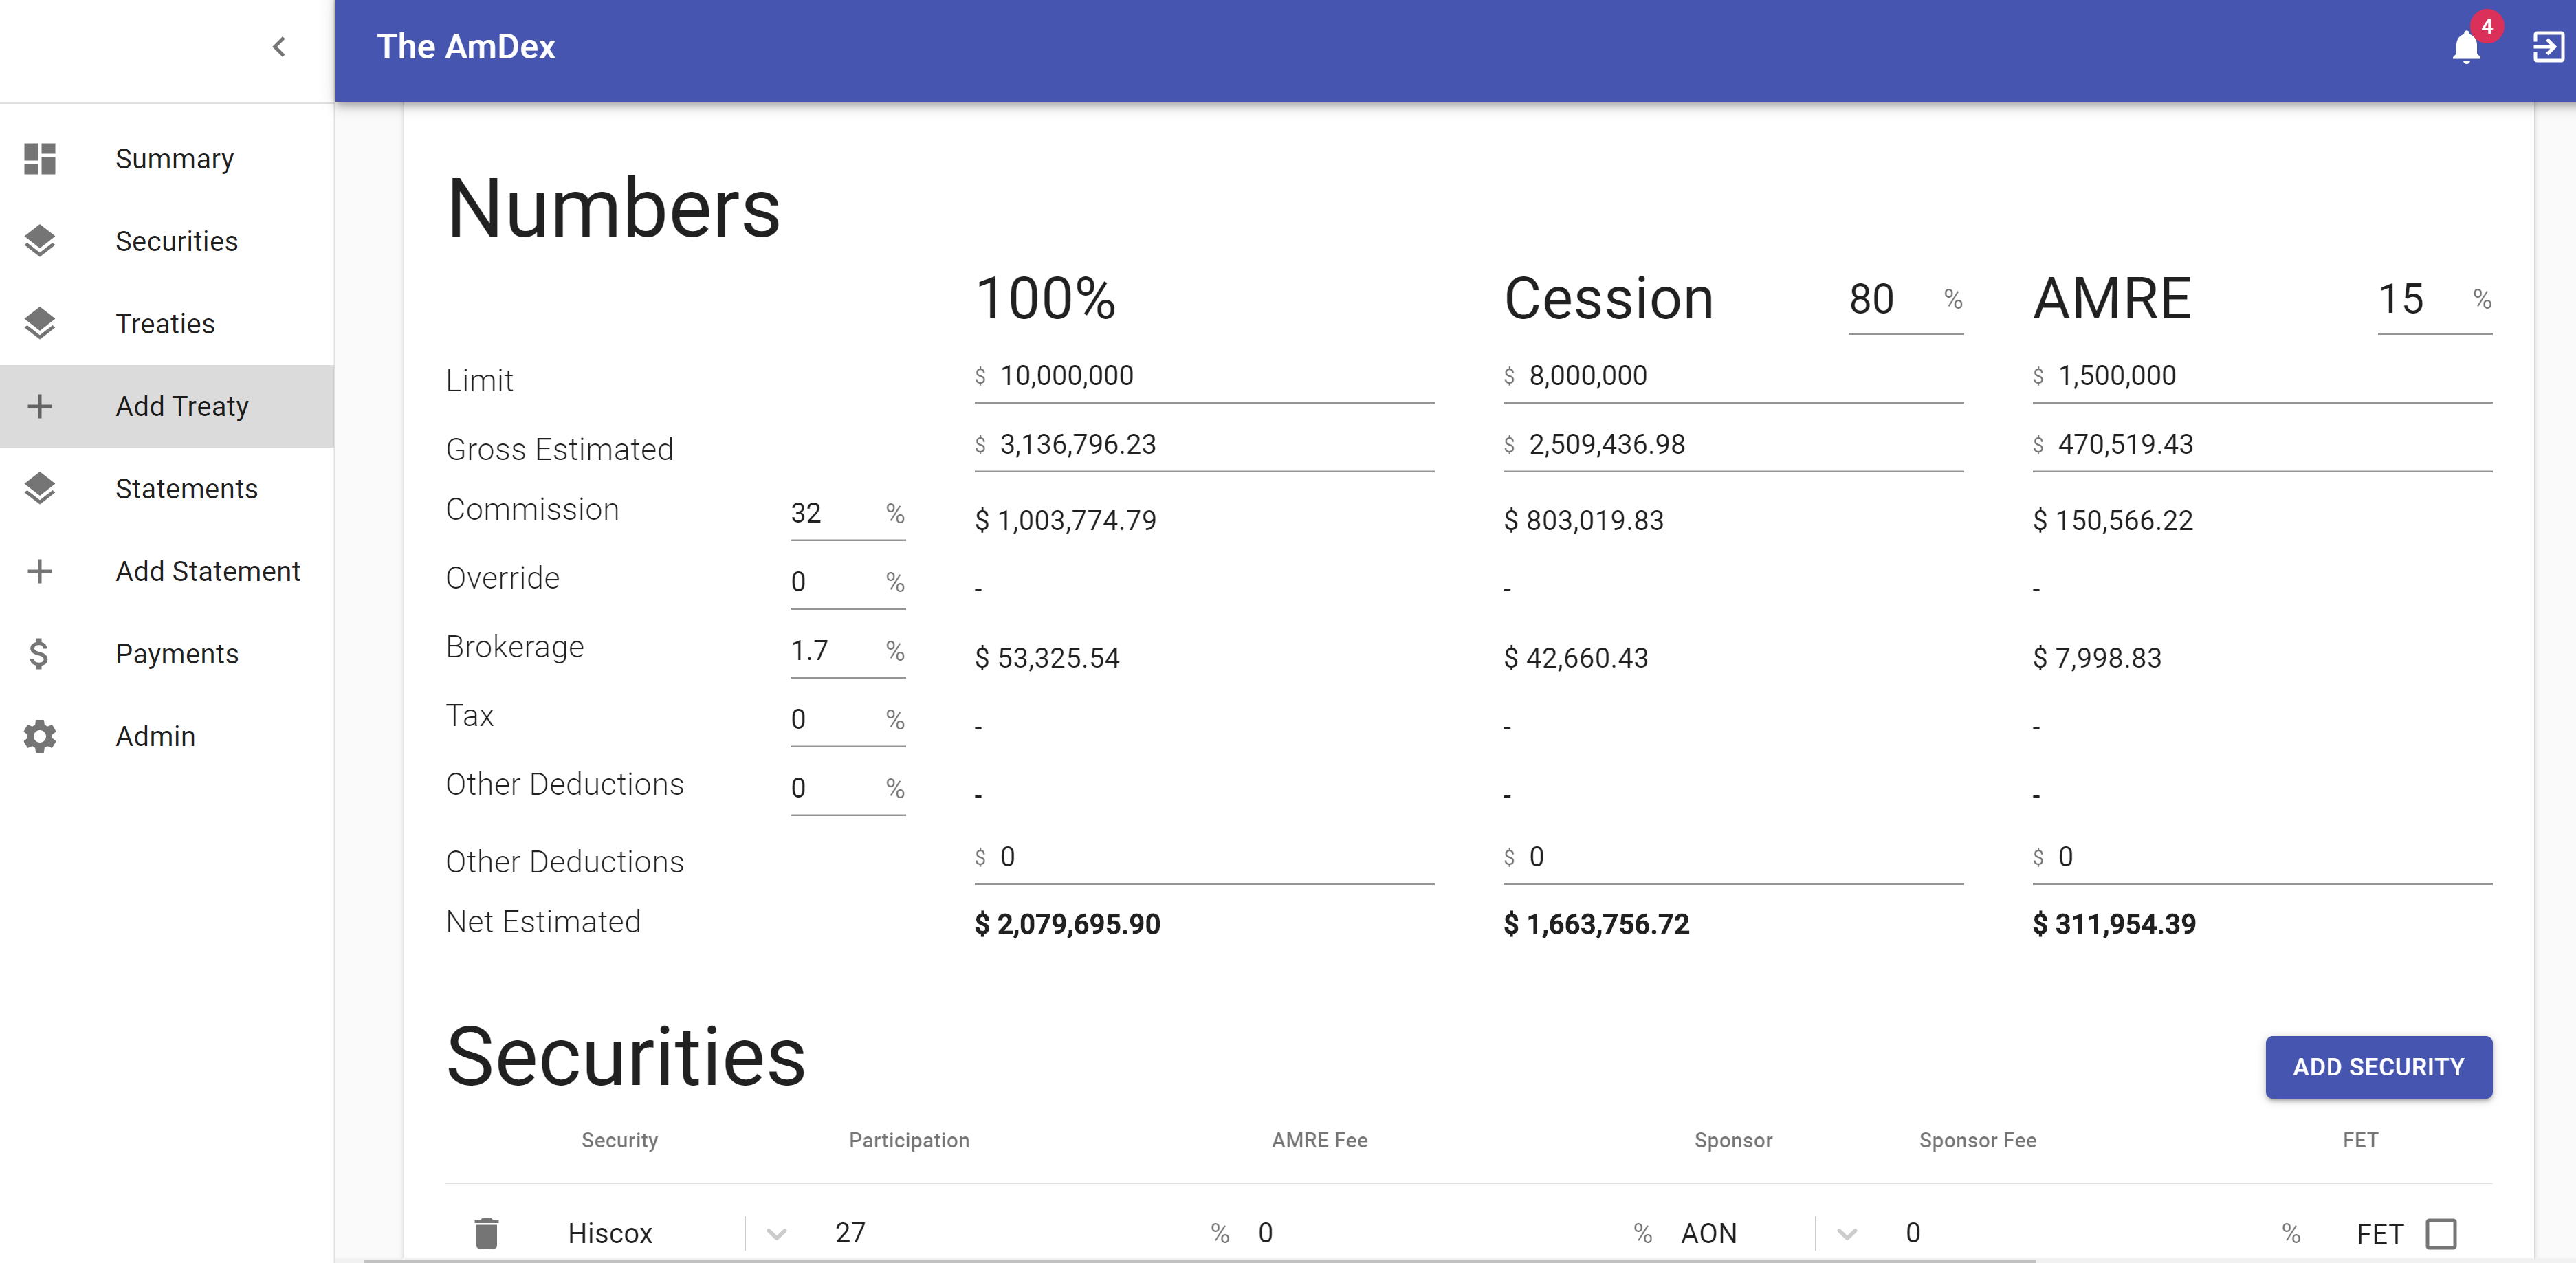 The AmDex
4
Summary
Securities
Treaties
Add Treaty
Statements
Add Statement
Payments
Admin
Numbers
100% Cession 80 % AMRE 15 %
Limit $ 10,000,000 $ 8,000,000 $ 1,500,000
Gross Estimated $ 3,136,796.23 $ 2,509,436.98 $ 470,519.43
Commission 32 % $ 1,003,774.79 $ 803,019.83 $ 150,566.22
Override 0 % - - -
Brokerage 1.7 % $ 53,325.54 $ 42,660.43 $ 7,998.83
Tax 0 % - - -
Other Deductions 0 % - - -
Other Deductions $ 0 $ 0 $ 0
Net Estimated $ 2,079,695.90 $ 1,663,756.72 $ 311,954.39
Securities
ADD SECURITY
Security Participation AMRE Fee Sponsor Sponsor Fee FET
Hiscox 27 % 0 % AON 0 % FET